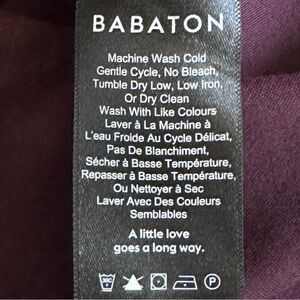 BABATON
Machine Wash Cold
Gentle Cycle, No Bleach,
Tumble Dry Low, Low Iron,
Or Dry Clean
Wash With Like Colours
Laver À La Machine à
L'eau Froide Au Cycle Délicat,
Pas De Blanchiment,
Sécher à Basse Température,
Repasser à Basse Température,
Ou Nettoyer à Sec
Laver Avec Des Couleurs
Semblables
A little love
goes a long way.
30C P